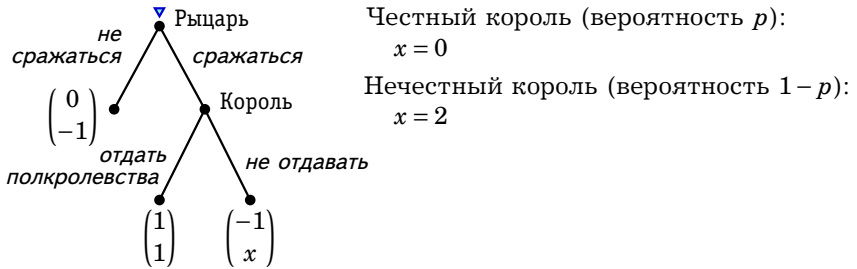 Рыцарь
не
сражаться
сражаться
(0
−1)
Король
отдать
полкролевства
не отдавать
(1
1)
(−1
x)
Честный король (вероятность p):
x = 0
Нечестный король (вероятность 1 − p):
x = 2